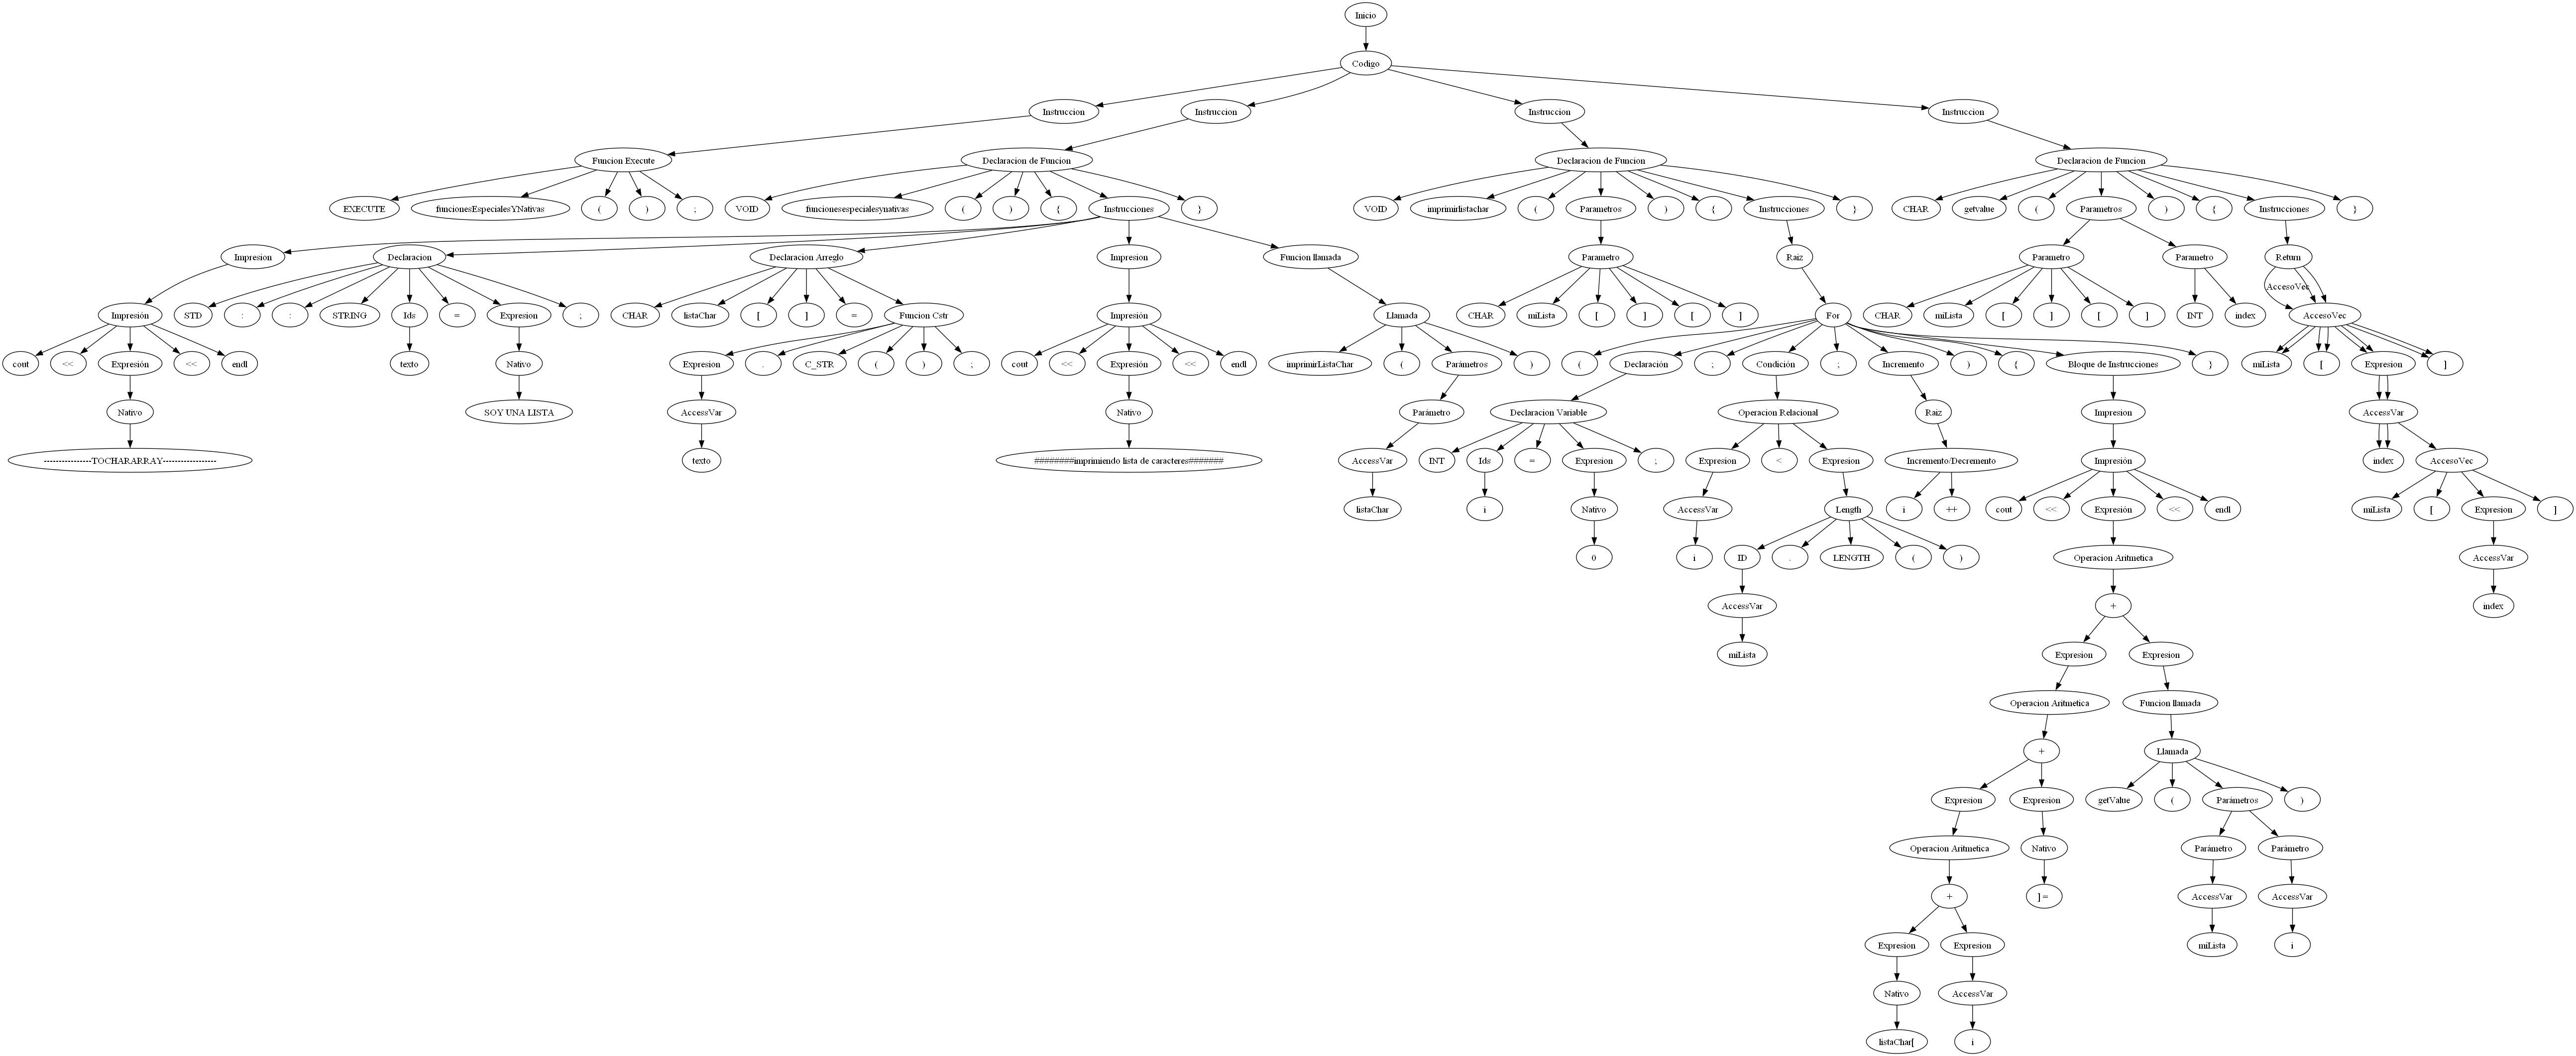 Inicio
Codigo
Instruccion Instruccion Instruccion Instruccion
Funcion Execute Declaracion de Funcion Declaracion de Funcion Declaracion de Funcion
EXECUTE funcionesEspecialesYNativas ( ) ; VOID funcionesespecialesynativas ( ) { Instrucciones } VOID imprimirlistachar ( Parametros ) { Instrucciones } CHAR getvalue ( Parametros ) { Instrucciones }
Impresion Declaracion Declaracion Arreglo Impresion Funcion llamada Parametro Raiz Parametro Parametro Return
AccesoVec
Impresión STD : : STRING Ids = Expresion ; CHAR listaChar [ ] = Funcion Cstr Impresión Llamada CHAR miLista [ ] [ ] For CHAR miLista [ ] [ ] INT index AccesoVec
cout << Expresión << endl texto Nativo Expresion . C_STR ( ) ; cout << Expresión << endl imprimirListaChar ( Parámetros ) ( Declaración ; Condición ; Incremento ) { Bloque de Instrucciones } miLista [ Expresion ]
Nativo SOY UNA LISTA AccessVar Nativo Parámetro Declaracion Variable Operacion Relacional Raiz Impresion AccessVar
----------------TOCHARARRAY------------------ texto ########imprimiendo lista de caracteres####### AccessVar INT Ids = Expresion ; Expresion < Expresion Incremento/Decremento Impresión index AccesoVec
listaChar i Nativo AccessVar Length i ++ cout << Expresión << endl miLista [ Expresion ]
0 i ID . LENGTH ( ) Operacion Aritmetica AccessVar
AccessVar + index
miLista Expresion Expresion
Operacion Aritmetica Funcion llamada
+ Llamada
Expresion Expresion getValue ( Parámetros )
Operacion Aritmetica Nativo Parámetro Parámetro
+ ] = AccessVar AccessVar
Expresion Expresion miLista i
Nativo AccessVar
listaChar[ i